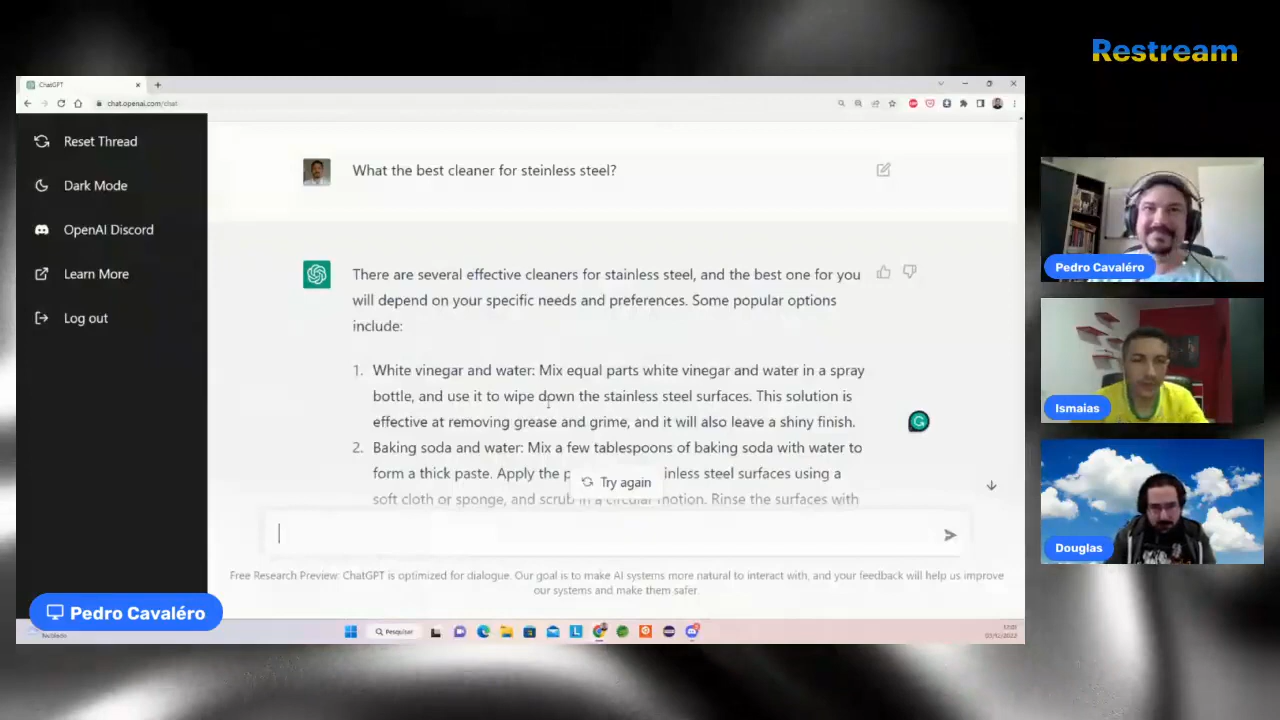 Restream
ChatGPT
chat.openai.com/chat
Reset Thread
Dark Mode
OpenAI Discord
Learn More
Log out
What the best cleaner for steinless steel?
There are several effective cleaners for stainless steel, and the best one for you
will depend on your specific needs and preferences. Some popular options
include:
1. White vinegar and water: Mix equal parts white vinegar and water in a spray
bottle, and use it to wipe down the stainless steel surfaces. This solution is
effective at removing grease and grime, and it will also leave a shiny finish.
2. Baking soda and water: Mix a few tablespoons of baking soda with water to
form a thick paste. Apply the p inless steel surfaces using a
Try again
soft cloth or sponge, and scrub in a circular motion. Rinse the surfaces with
Free Research Preview: ChatGPT is optimized for dialogue. Our goal is to make AI systems more natural to interact with, and your feedback will help us improve
our systems and make them safer.
Pedro Cavaléro
Pesquisar
Pedro Cavaléro
Ismaias
Douglas